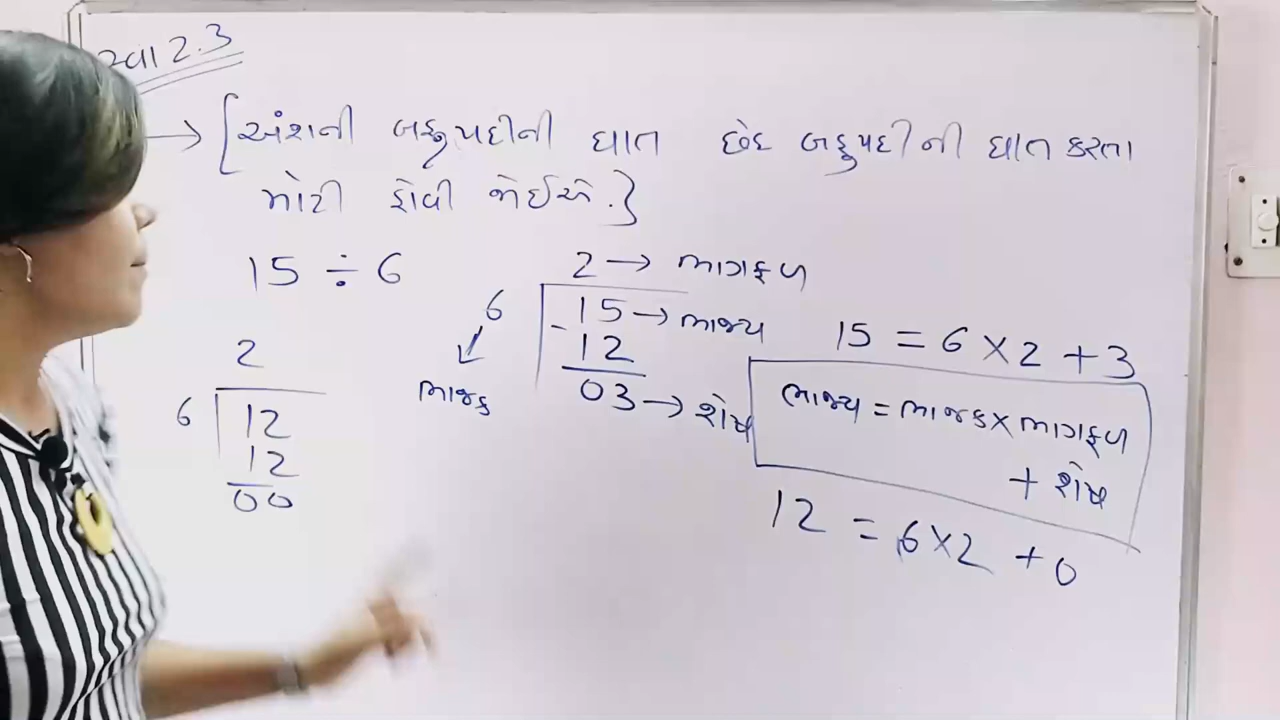 2.3
→ [અંશની બહુપદીની ઘાત છેદ બહુપદીની ઘાત કરતા
મોટી હોવી જોઈએ.}
15 ÷ 6
2 → ભાગફળ
6 15 → ભાજ્ય
- 12
03 → શેષ
ભાજક
2
6 12
12
00
15 = 6 × 2 + 3
ભાજ્ય = ભાજક × ભાગફળ
+ શેષ
12 = 6 × 2 + 0